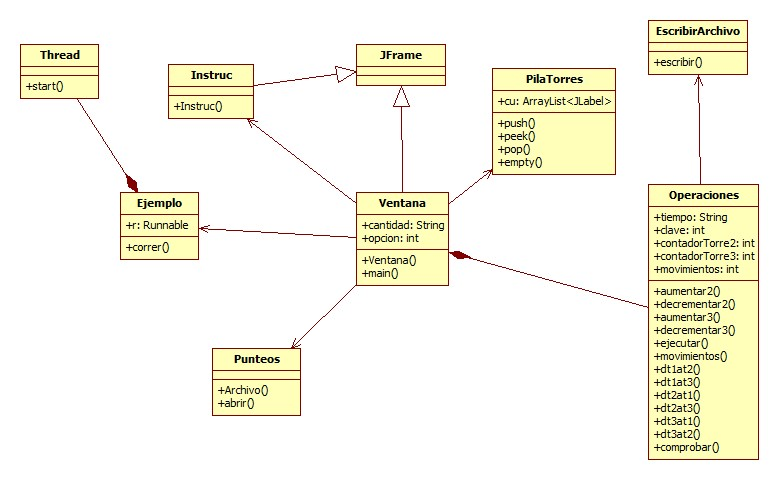 Thread
+start()
Instruc
+Instruc()
JFrame
PilaTorres
+cu: ArrayList<JLabel>
+push()
+peek()
+pop()
+empty()
EscribirArchivo
+escribir()
Ejemplo
+r: Runnable
+correr()
Ventana
+cantidad: String
+opcion: int
+Ventana()
+main()
Operaciones
+tiempo: String
+clave: int
+contadorTorre2: int
+contadorTorre3: int
+movimientos: int
+aumentar2()
+decrementar2()
+aumentar3()
+decrementar3()
+ejecutar()
+movimientos()
+dt1at2()
+dt1at3()
+dt2at1()
+dt2at3()
+dt3at1()
+dt3at2()
+comprobar()
Punteos
+Archivo()
+abrir()